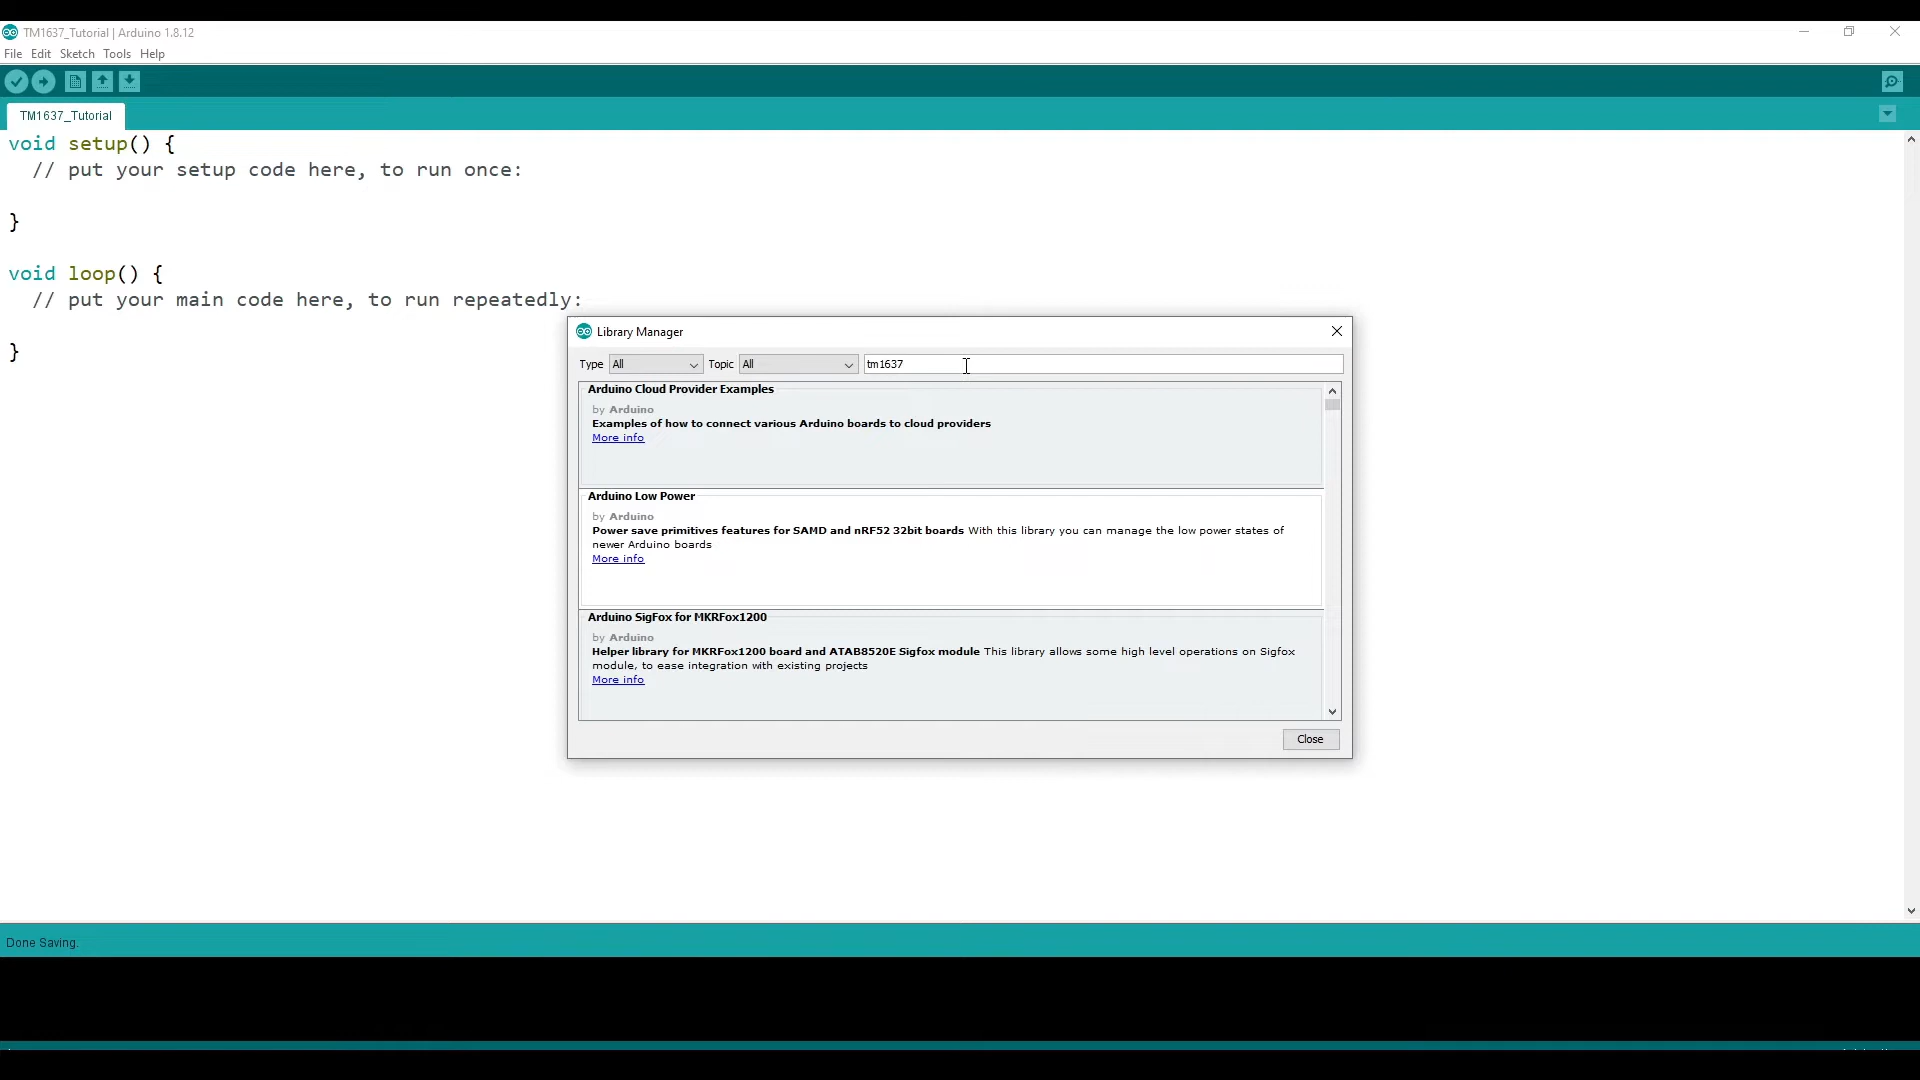 TM1637_Tutorial | Arduino 1.8.12
File Edit Sketch Tools Help
TM1637_Tutorial
void setup() {
// put your setup code here, to run once:
}
void loop() {
// put your main code here, to run repeatedly:
}
Library Manager
Type All Topic All tm1637
Arduino Cloud Provider Examples
by Arduino
Examples of how to connect various Arduino boards to cloud providers
More info
Arduino Low Power
by Arduino
Power save primitives features for SAMD and nRF52 32bit boards With this library you can manage the low power states of
newer Arduino boards
More info
Arduino SigFox for MKRFox1200
by Arduino
Helper library for MKRFox1200 board and ATAB8520E Sigfox module This library allows some high level operations on Sigfox
module, to ease integration with existing projects
More info
Close
Done Saving.